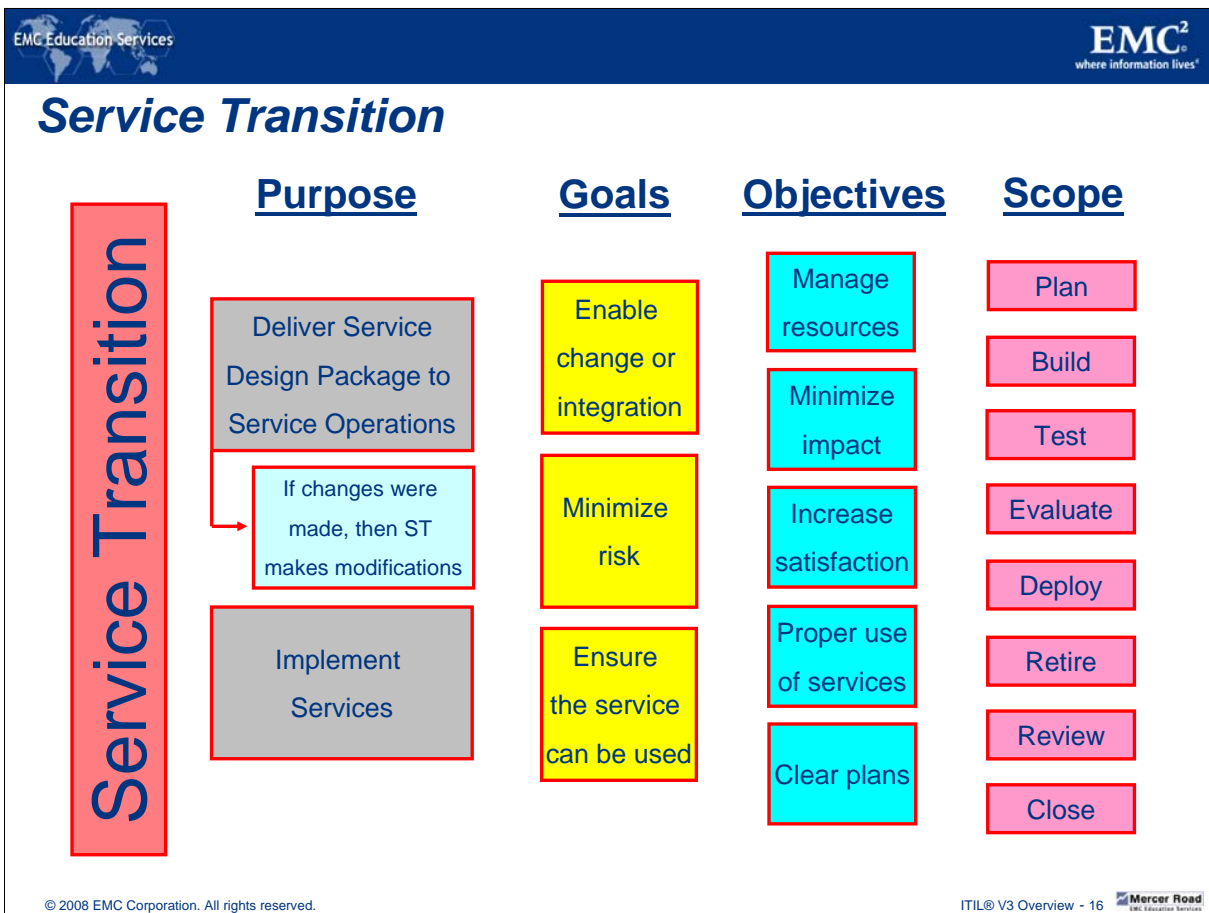 EMC Education Services
EMC²
where information lives®
Service Transition
Purpose
Goals
Objectives
Scope
Service Transition
Deliver Service
Design Package to
Service Operations
If changes were
made, then ST
makes modifications
Implement
Services
Enable
change or
integration
Minimize
risk
Ensure
the service
can be used
Manage
resources
Minimize
impact
Increase
satisfaction
Proper use
of services
Clear plans
Plan
Build
Test
Evaluate
Deploy
Retire
Review
Close
© 2008 EMC Corporation. All rights reserved.
ITIL® V3 Overview - 16
Mercer Road
EMC Education Services